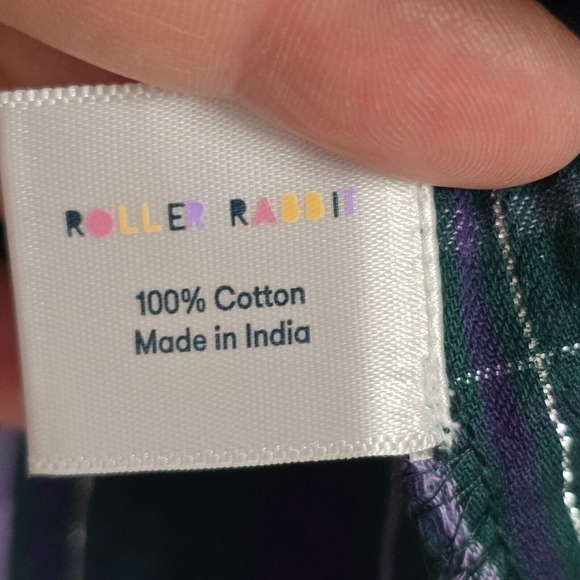 ROLLER RABBIT
100% Cotton
Made in India